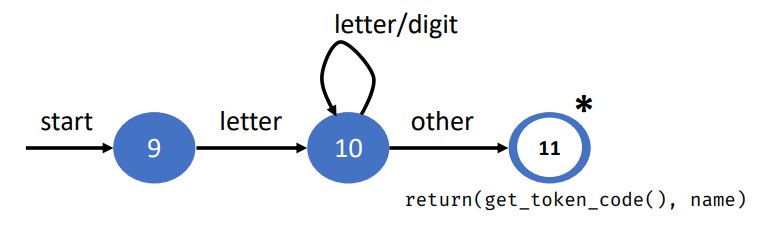 letter/digit
*
start
letter
other
9
10
11
return(get_token_code(), name)